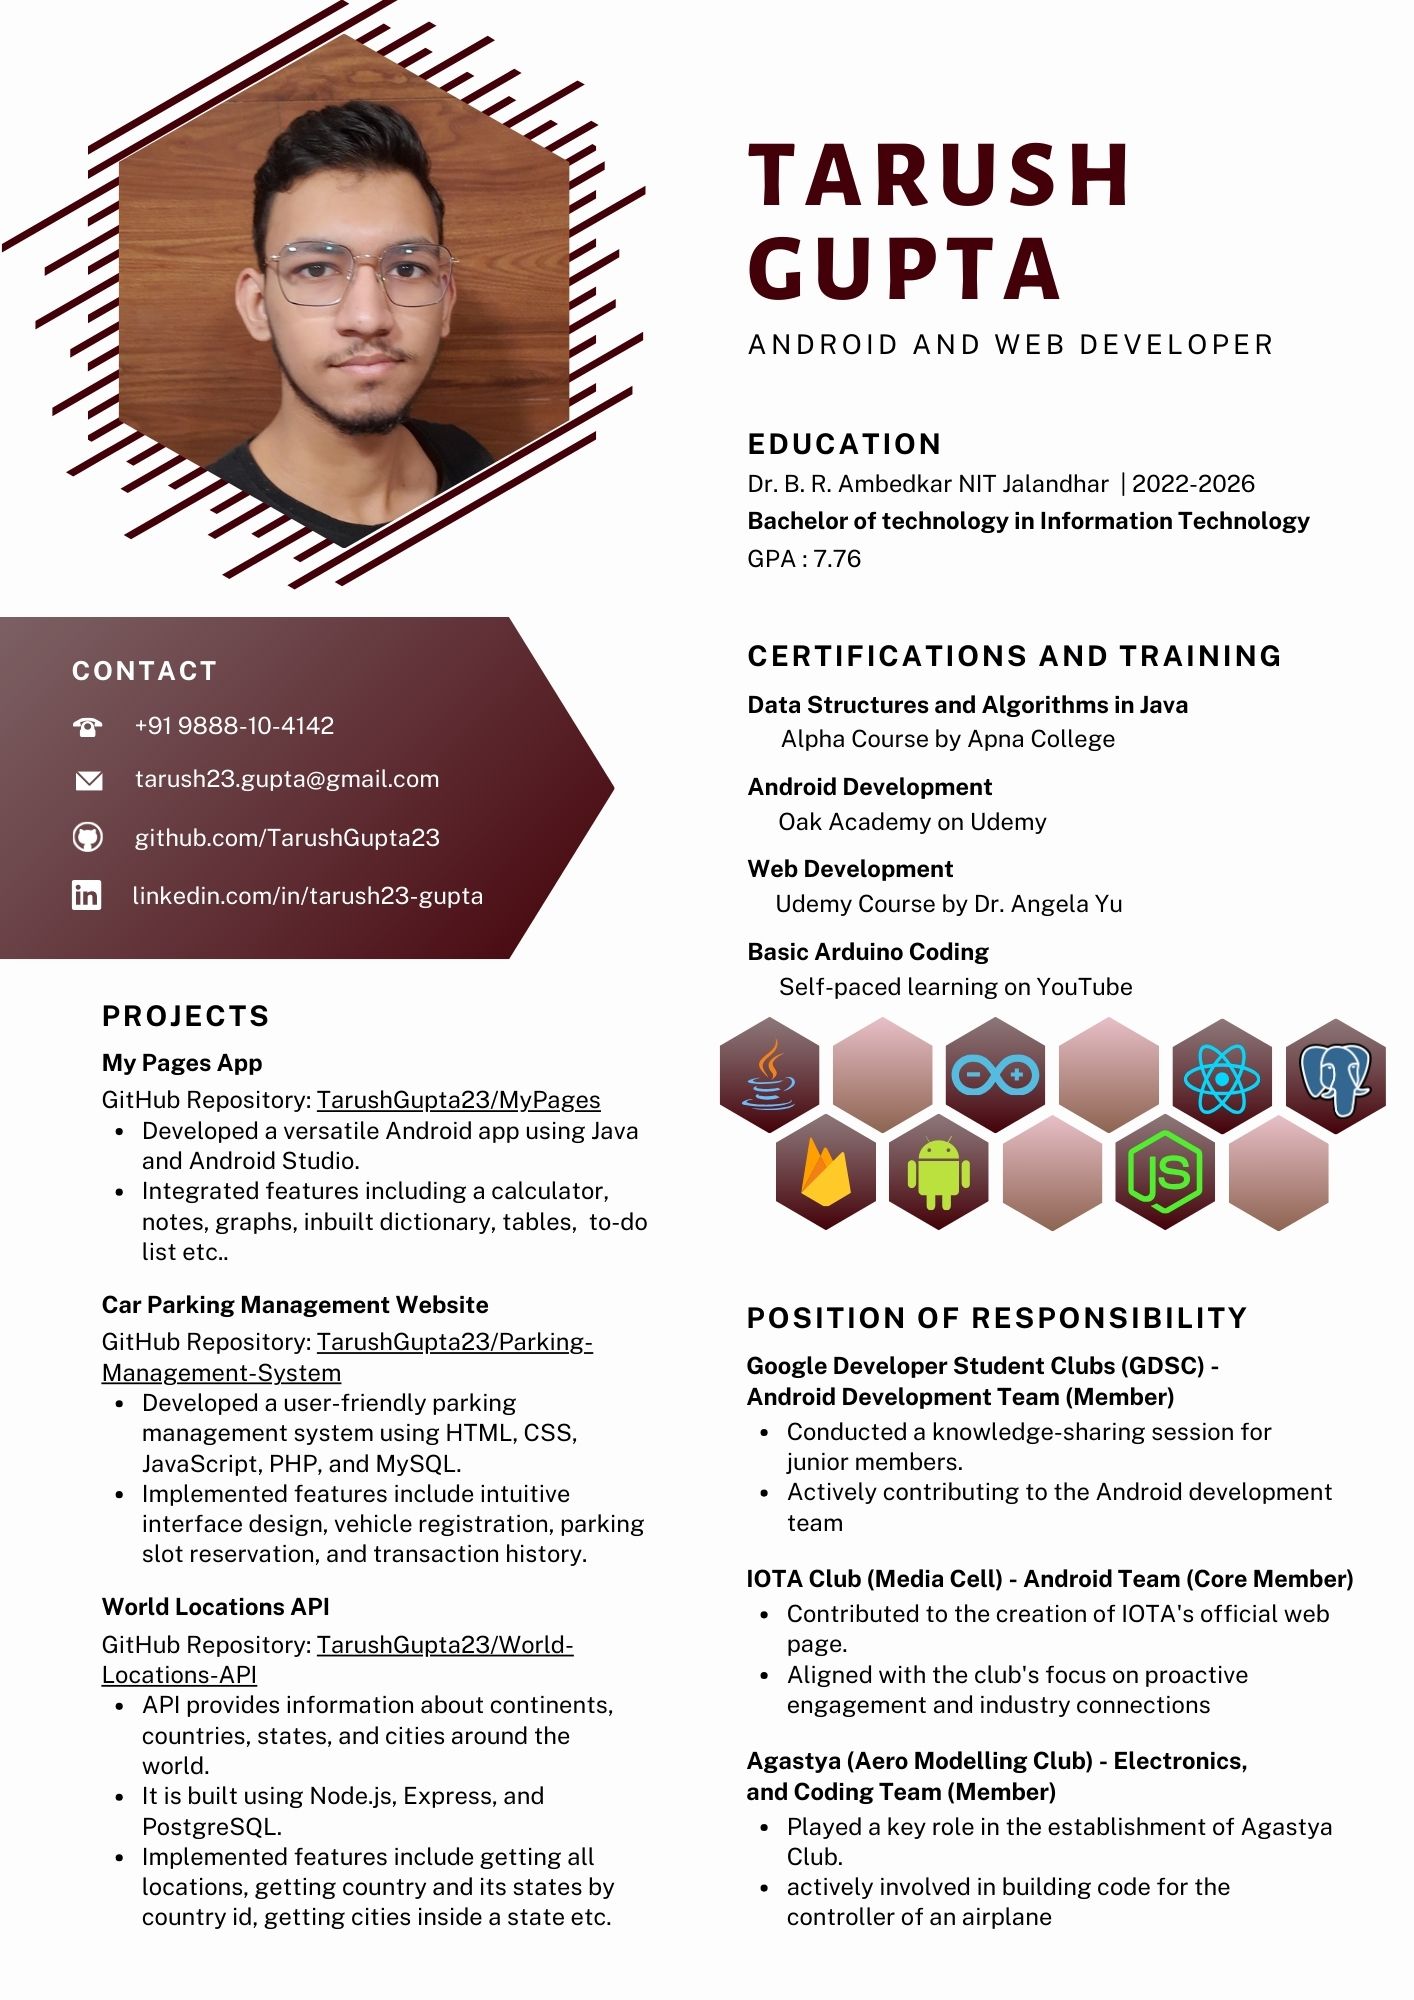 TARUSH
GUPTA
ANDROID AND WEB DEVELOPER
EDUCATION
Dr. B. R. Ambedkar NIT Jalandhar | 2022-2026
Bachelor of technology in Information Technology
GPA : 7.76
CONTACT
+91 9888-10-4142
tarush23.gupta@gmail.com
github.com/TarushGupta23
in linkedin.com/in/tarush23-gupta
CERTIFICATIONS AND TRAINING
Data Structures and Algorithms in Java
Alpha Course by Apna College
Android Development
Oak Academy on Udemy
Web Development
Udemy Course by Dr. Angela Yu
Basic Arduino Coding
Self-paced learning on YouTube
JS
PROJECTS
My Pages App
GitHub Repository: TarushGupta23/MyPages
• Developed a versatile Android app using Java
and Android Studio.
• Integrated features including a calculator,
notes, graphs, inbuilt dictionary, tables,  to-do
list etc..
Car Parking Management Website
GitHub Repository: TarushGupta23/Parking-
Management-System
• Developed a user-friendly parking
management system using HTML, CSS,
JavaScript, PHP, and MySQL.
• Implemented features include intuitive
interface design, vehicle registration, parking
slot reservation, and transaction history.
World Locations API
GitHub Repository: TarushGupta23/World-
Locations-API
• API provides information about continents,
countries, states, and cities around the
world.
• It is built using Node.js, Express, and
PostgreSQL.
• Implemented features include getting all
locations, getting country and its states by
country id, getting cities inside a state etc.
POSITION OF RESPONSIBILITY
Google Developer Student Clubs (GDSC) -
Android Development Team (Member)
• Conducted a knowledge-sharing session for
junior members.
• Actively contributing to the Android development
team
IOTA Club (Media Cell) - Android Team (Core Member)
• Contributed to the creation of IOTA's official web
page.
• Aligned with the club's focus on proactive
engagement and industry connections
Agastya (Aero Modelling Club) - Electronics,
and Coding Team (Member)
• Played a key role in the establishment of Agastya
Club.
• actively involved in building code for the
controller of an airplane